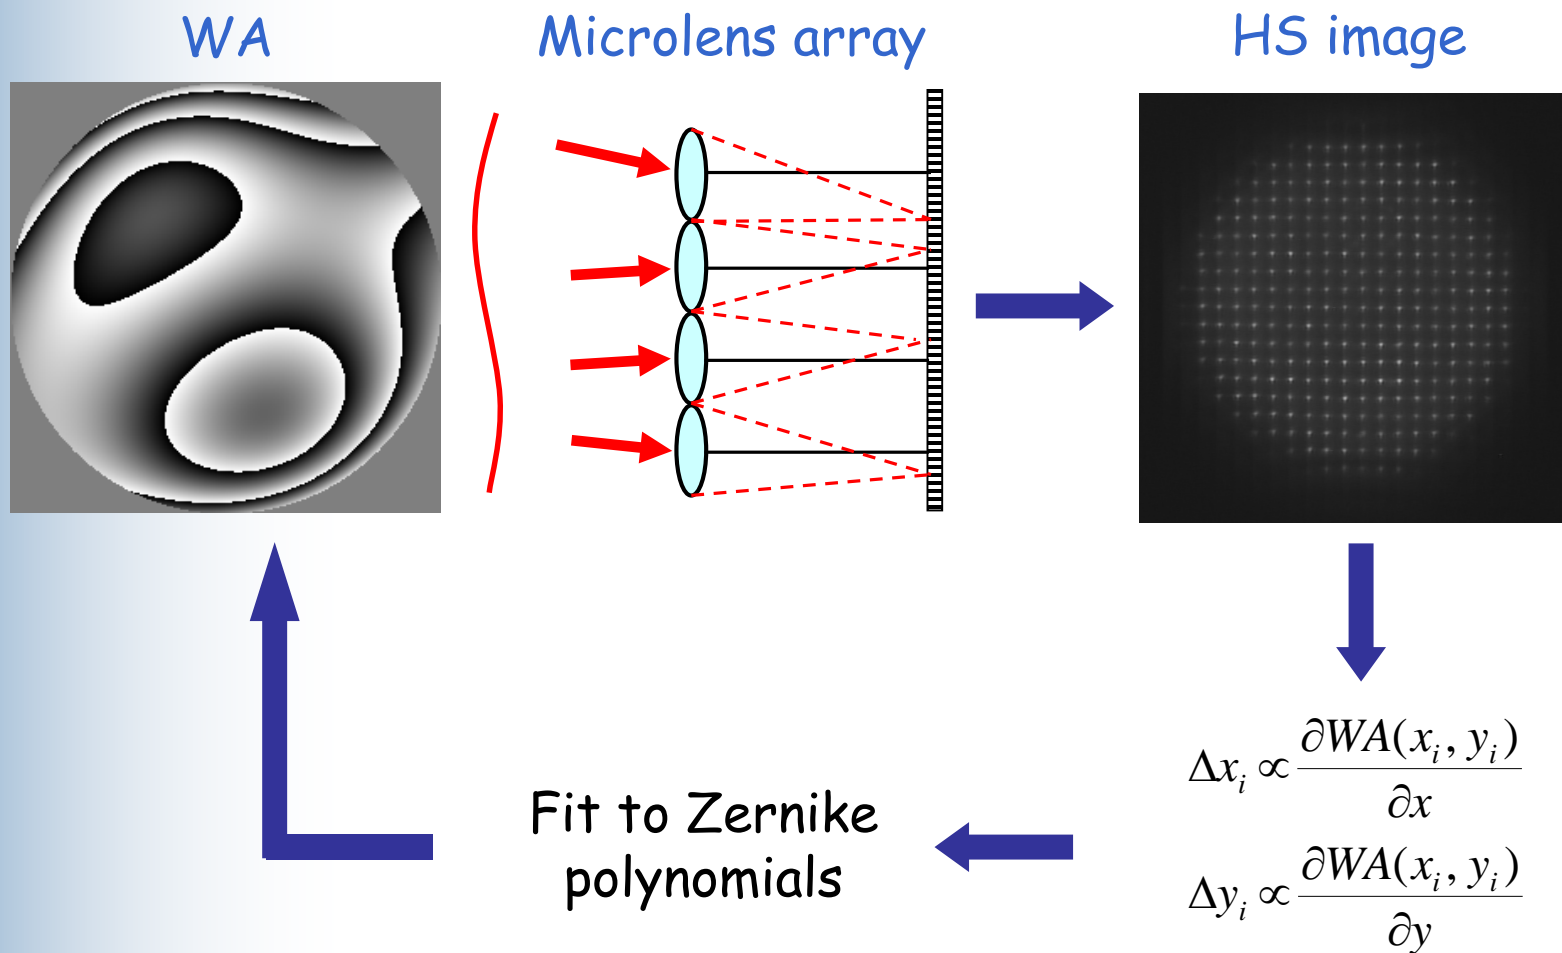 WA
Microlens array
HS image
Δx_i ∝ ∂WA(x_i, y_i) / ∂x
Fit to Zernike
polynomials
Δy_i ∝ ∂WA(x_i, y_i) / ∂y